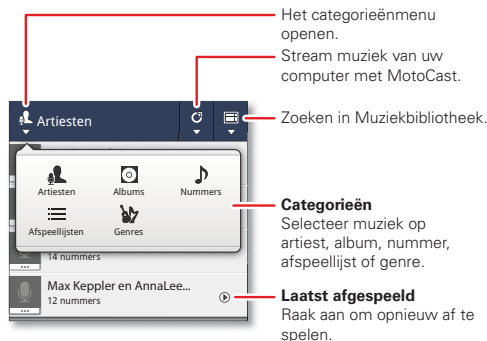 Het categorieënmenu
openen.
Stream muziek van uw
computer met MotoCast.
Artiesten
Zoeken in Muziekbibliotheek.
Artiesten Albums Nummers
Afspeellijsten Genres
Categorieën
Selecteer muziek op
artiest, album, nummer,
afspeellijst of genre.
14 nummers
Max Keppler en AnnaLee...
12 nummers
Laatst afgespeeld
Raak aan om opnieuw af te
spelen.